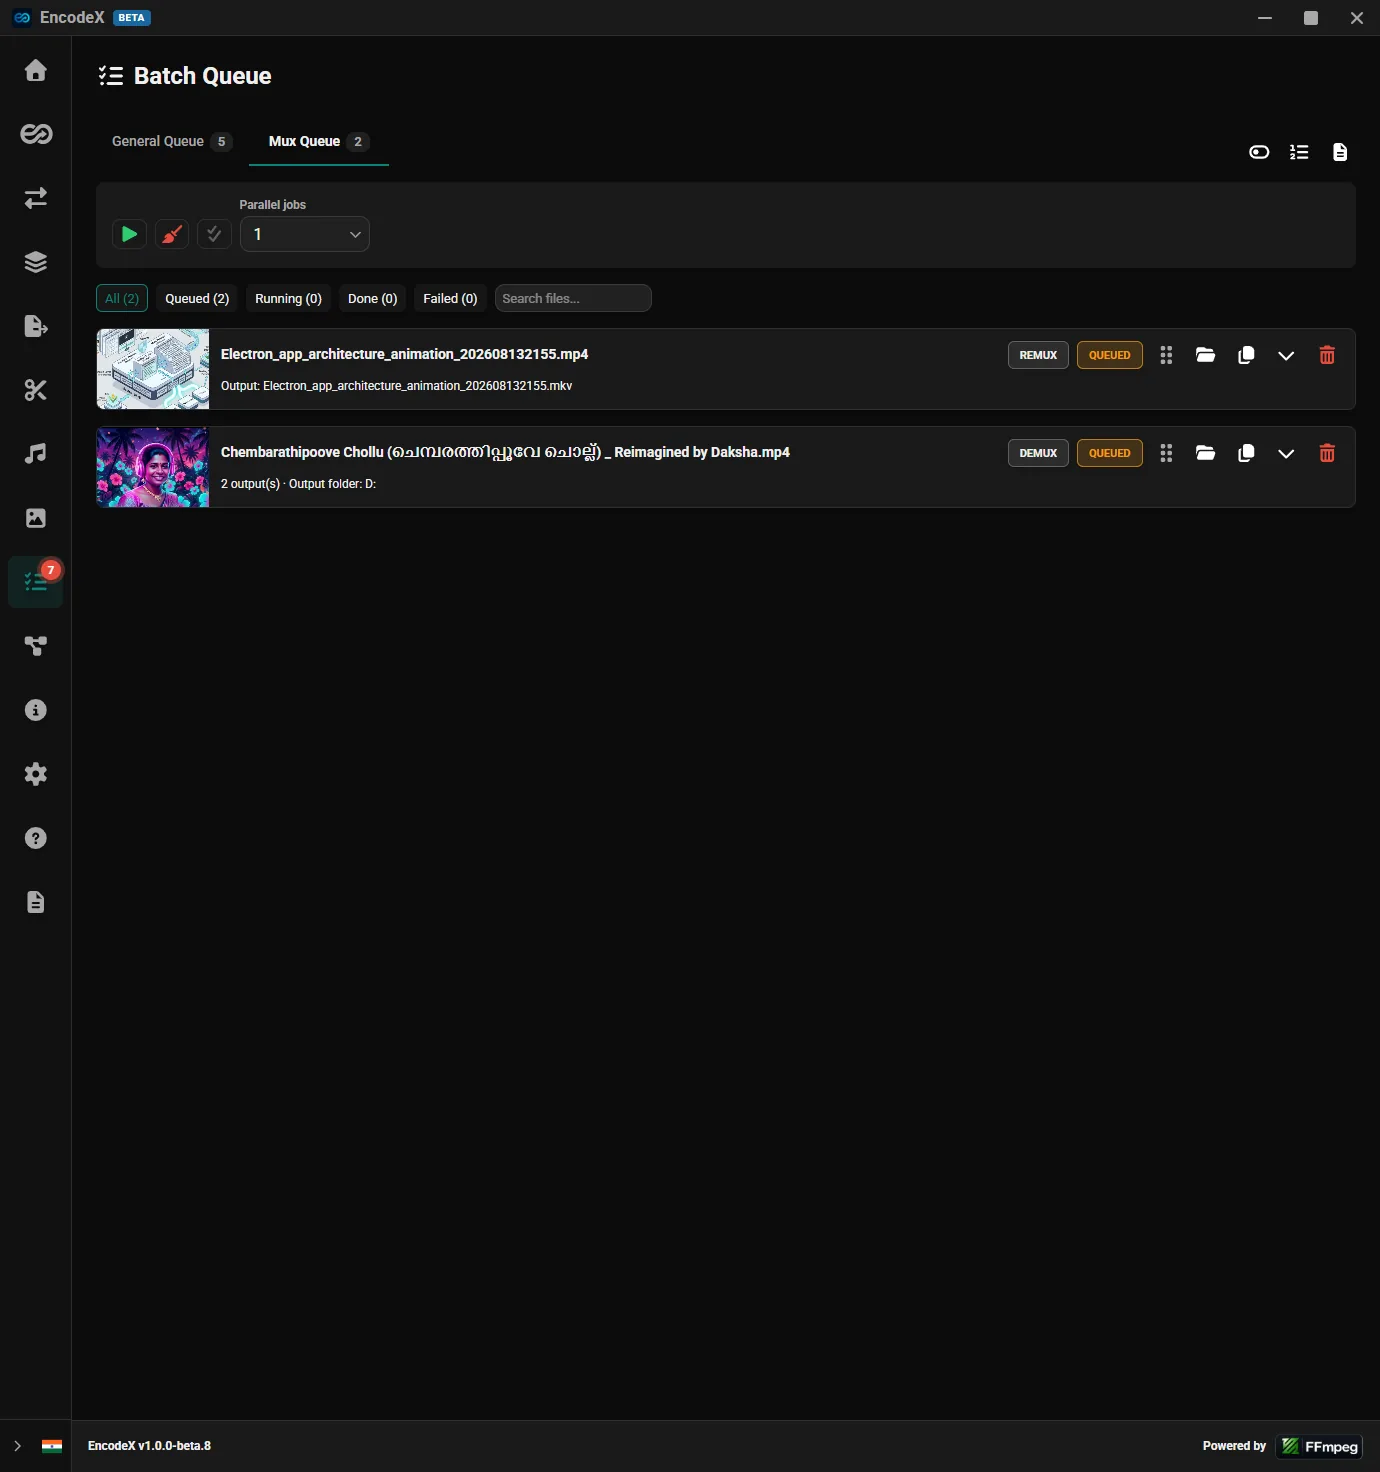 EncodeX BETA
Batch Queue
General Queue 5 Mux Queue 2
Parallel jobs
1
All (2) Queued (2) Running (0) Done (0) Failed (0) Search files...
Electron_app_architecture_animation_202608132155.mp4 REMUX QUEUED
Output: Electron_app_architecture_animation_202608132155.mkv
Chembarathipoove Chollu (ചെമ്പരത്തിപ്പൂവേ ചൊല്ല്) _ Reimagined by Daksha.mp4 DEMUX QUEUED
2 output(s) · Output folder: D:
7
EncodeX v1.0.0-beta.8 Powered by FFmpeg